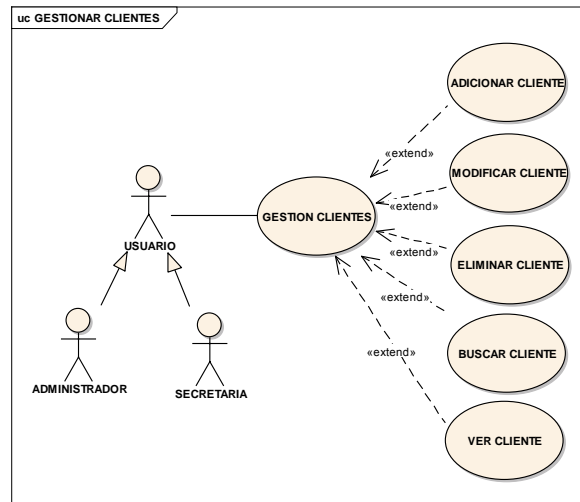 uc GESTIONAR CLIENTES
ADICIONAR CLIENTE
«extend»
MODIFICAR CLIENTE
«extend»
GESTION CLIENTES
USUARIO
ELIMINAR CLIENTE
«extend»
«extend»
BUSCAR CLIENTE
«extend»
ADMINISTRADOR
SECRETARIA
VER CLIENTE